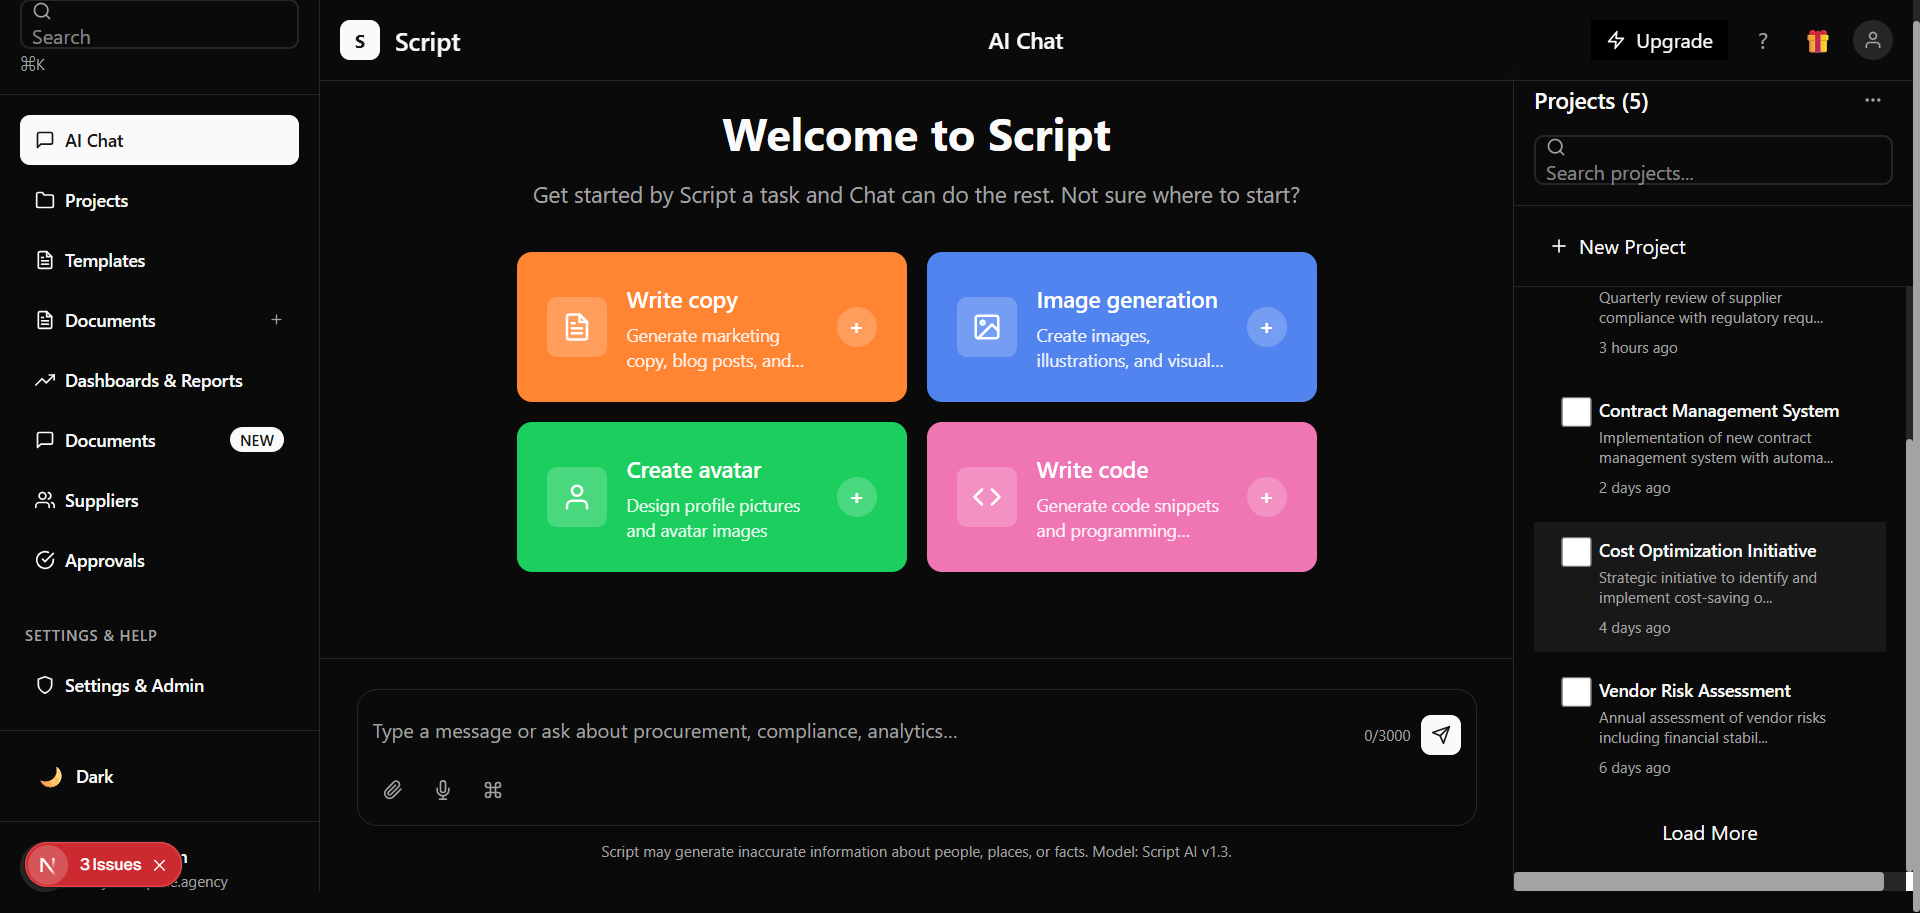 Search
⌘K
AI Chat
Projects
Templates
Documents +
Dashboards & Reports
Documents NEW
Suppliers
Approvals
SETTINGS & HELP
Settings & Admin
Dark
N 3 Issues ×
.agency
S Script
AI Chat
Upgrade ?
Welcome to Script
Get started by Script a task and Chat can do the rest. Not sure where to start?
Write copy
Generate marketing
copy, blog posts, and...
+
Image generation
Create images,
illustrations, and visual...
+
Create avatar
Design profile pictures
and avatar images
+
Write code
Generate code snippets
and programming...
+
Type a message or ask about procurement, compliance, analytics...
0/3000
⌘
Script may generate inaccurate information about people, places, or facts. Model: Script AI v1.3.
Projects (5) ...
Search projects...
+ New Project
Quarterly review of supplier
compliance with regulatory requ...
3 hours ago
Contract Management System
Implementation of new contract
management system with automa...
2 days ago
Cost Optimization Initiative
Strategic initiative to identify and
implement cost-saving o...
4 days ago
Vendor Risk Assessment
Annual assessment of vendor risks
including financial stabil...
6 days ago
Load More